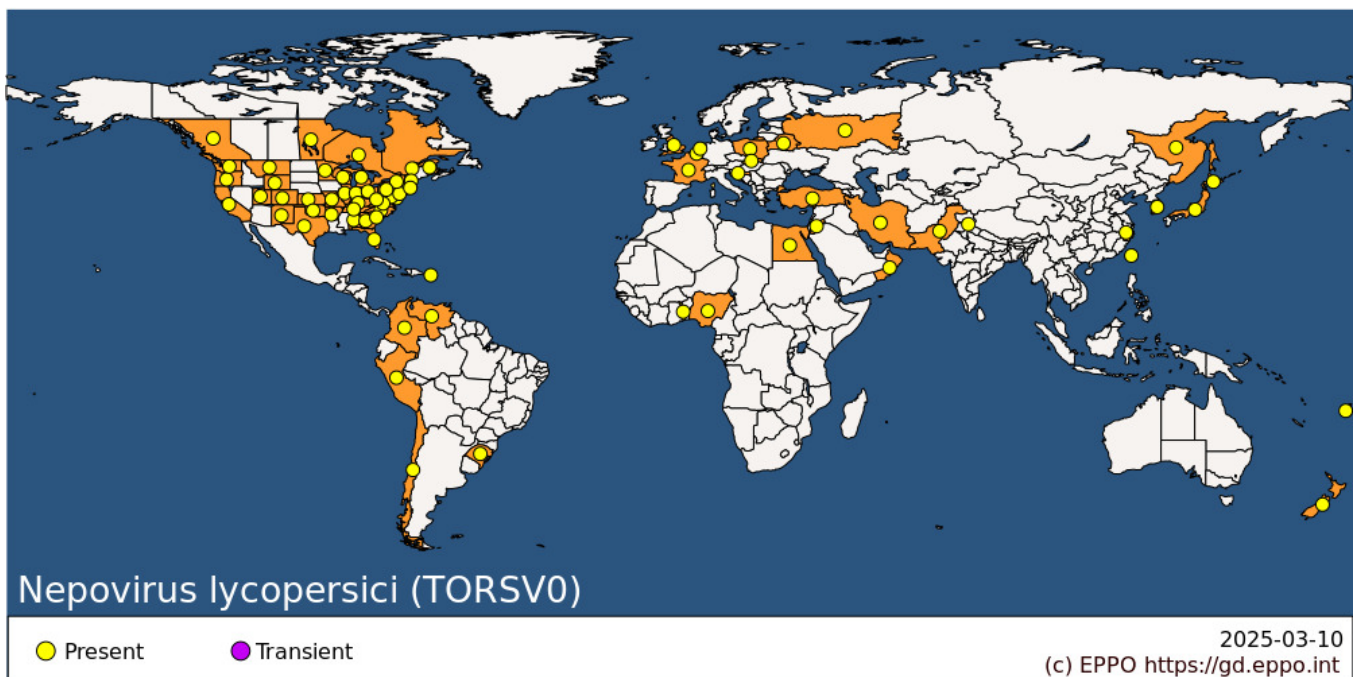 Nepovirus lycopersici (TORSV0)
Present
Transient
2025-03-10
(c) EPPO https://gd.eppo.int